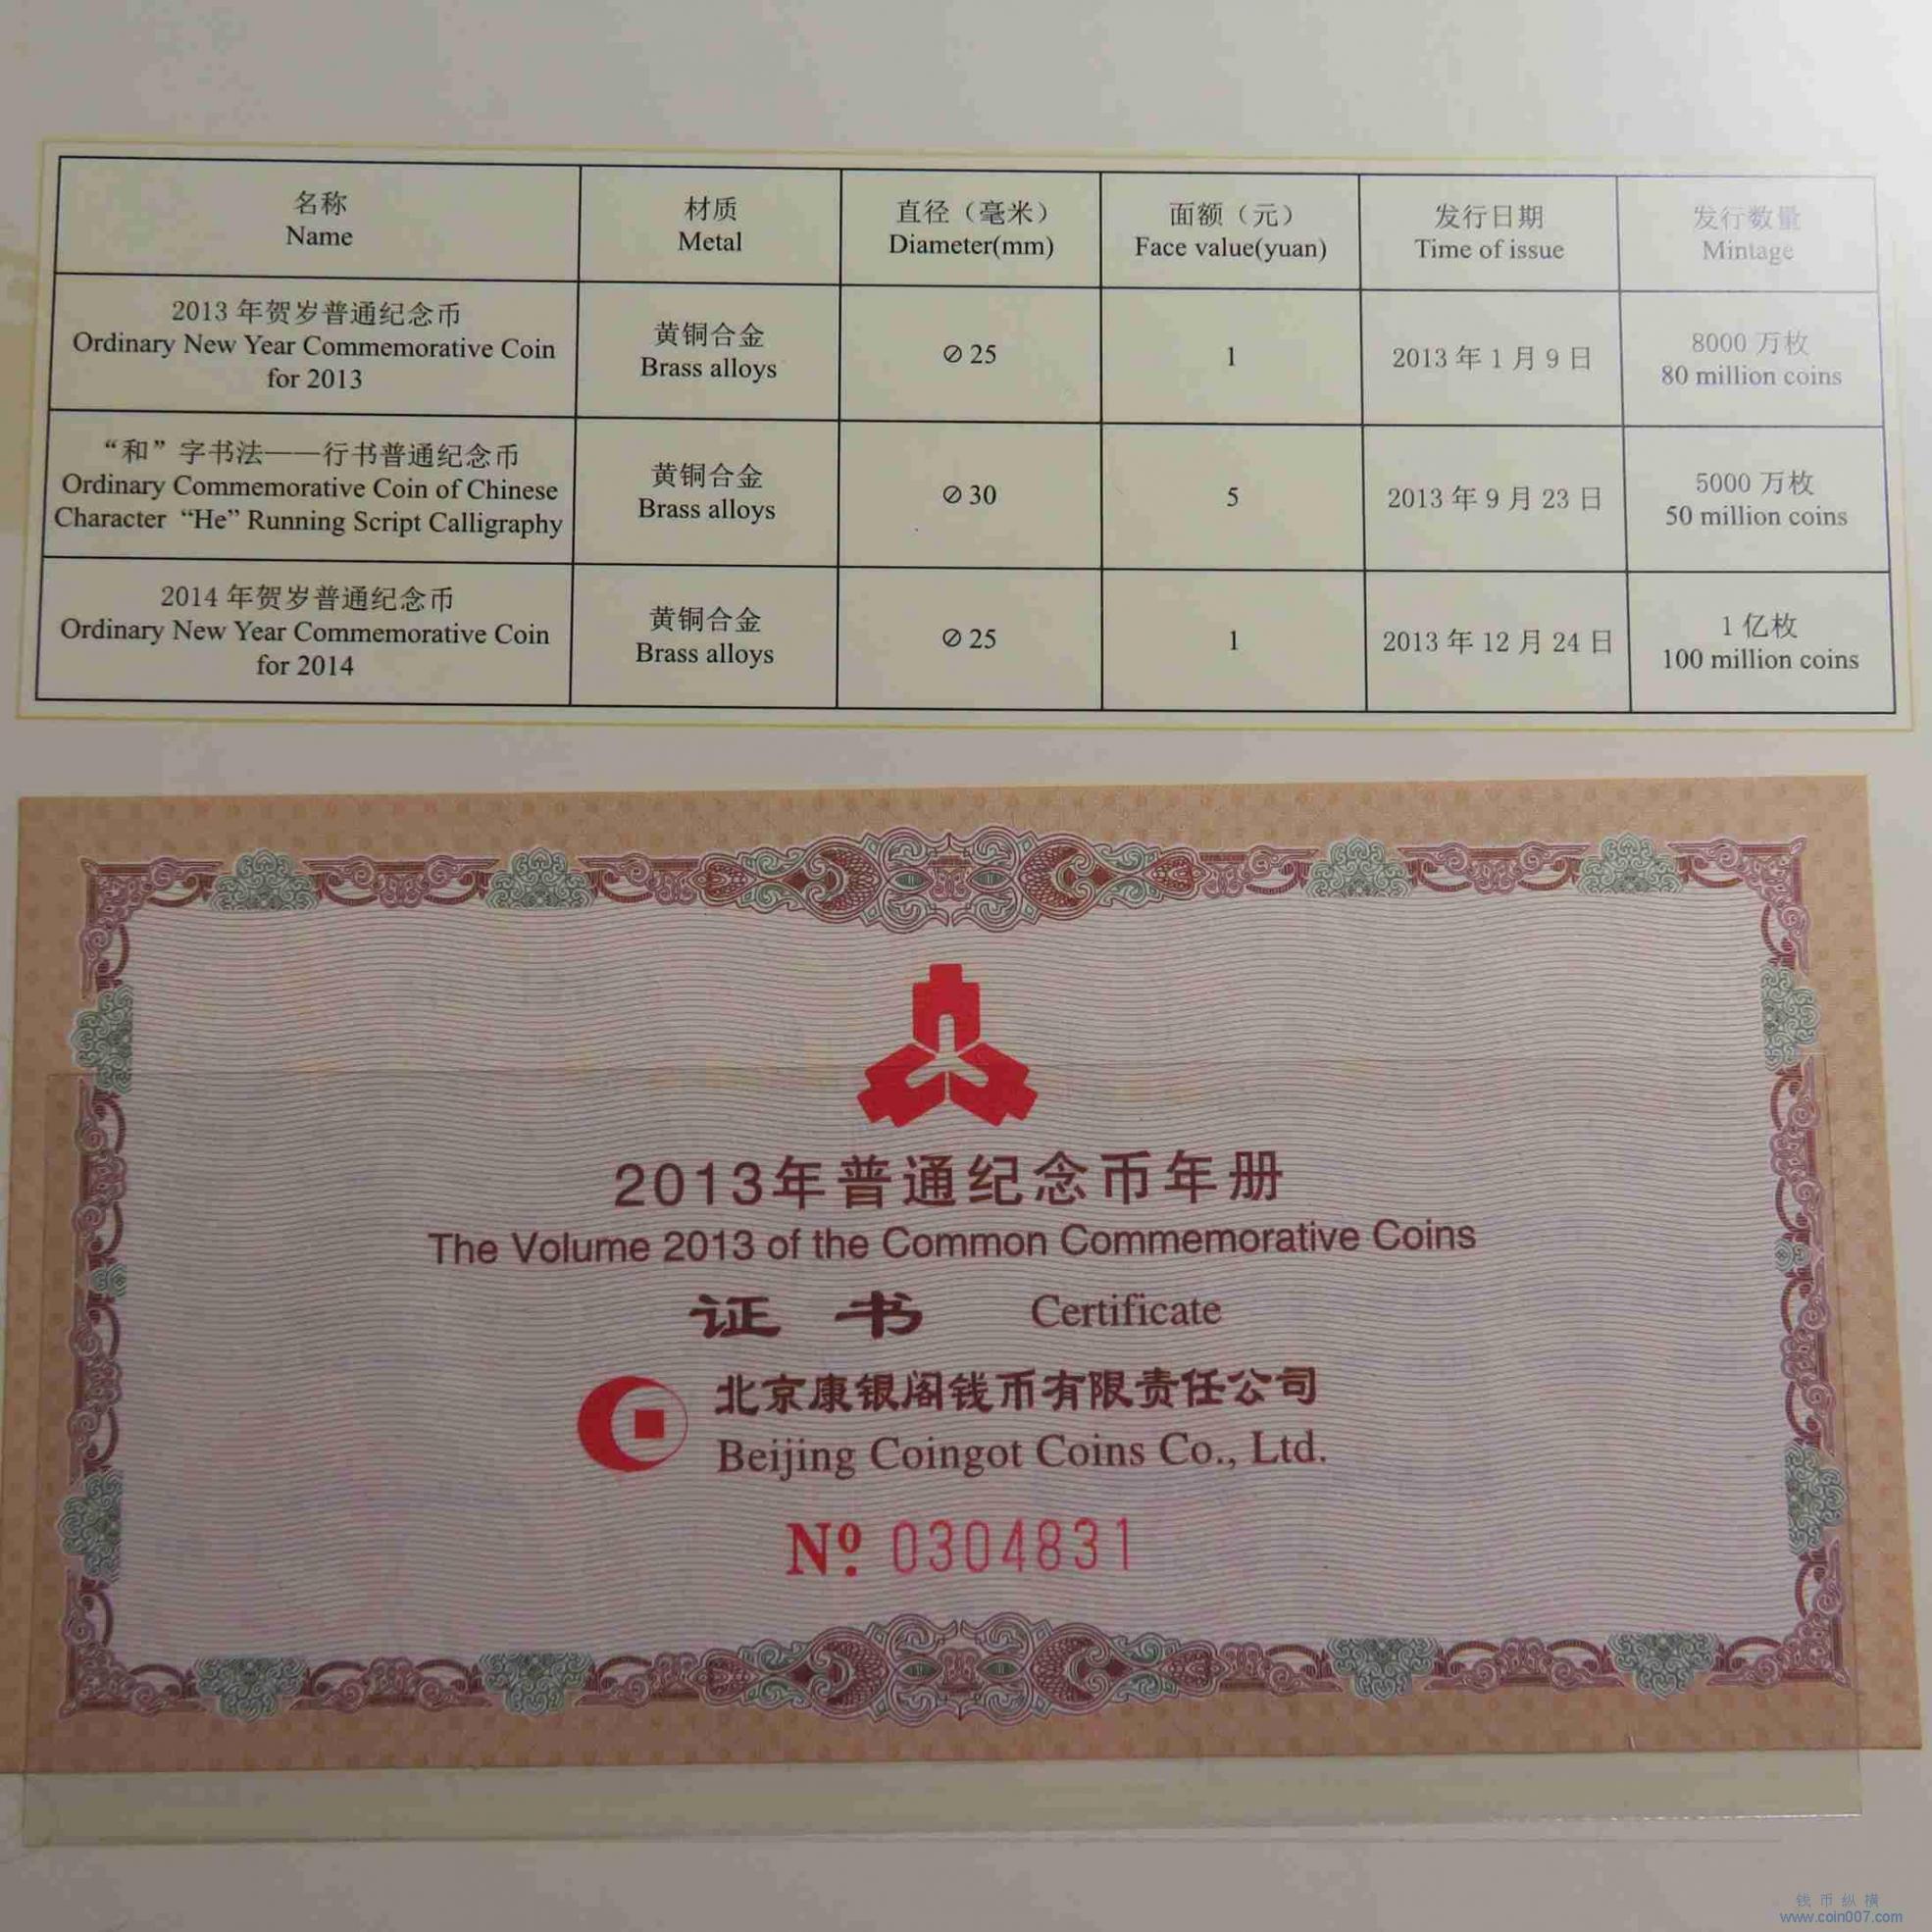 名称
Name
材质
Metal
直径（毫米）
Diameter(mm)
面额（元）
Face value(yuan)
发行日期
Time of issue
发行数量
Mintage
2013 年贺岁普通纪念币
Ordinary New Year Commemorative Coin
for 2013
黄铜合金
Brass alloys
∅ 25
1
2013 年 1 月 9 日
8000 万枚
80 million coins
“和”字书法——行书普通纪念币
Ordinary Commemorative Coin of Chinese
Character “He” Running Script Calligraphy
黄铜合金
Brass alloys
∅ 30
5
2013 年 9 月 23 日
5000 万枚
50 million coins
2014 年贺岁普通纪念币
Ordinary New Year Commemorative Coin
for 2014
黄铜合金
Brass alloys
∅ 25
1
2013 年 12 月 24 日
1 亿枚
100 million coins
2013年普通纪念币年册
The Volume 2013 of the Common Commemorative Coins
证书 Certificate
北京康银阁钱币有限责任公司
Beijing Coingot Coins Co., Ltd.
Nº 0304831
钱币纵横
www.coin007.com